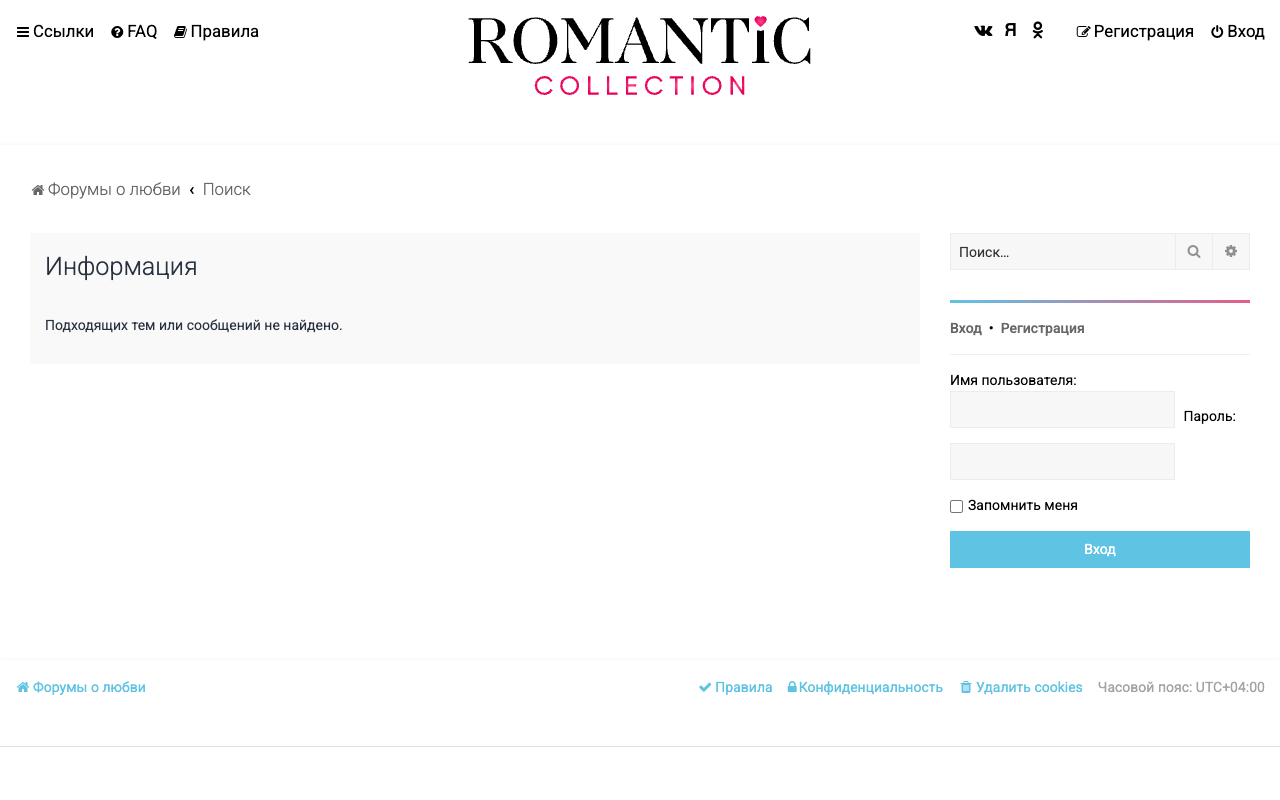 Ссылки FAQ Правила
ROMANTiC
COLLECTION
Я
Регистрация Вход
Форумы о любви ‹ Поиск
Информация
Подходящих тем или сообщений не найдено.
Поиск…
Вход • Регистрация
Имя пользователя:
Пароль:
Запомнить меня
Вход
Форумы о любви
Правила Конфиденциальность Удалить cookies Часовой пояс: UTC+04:00